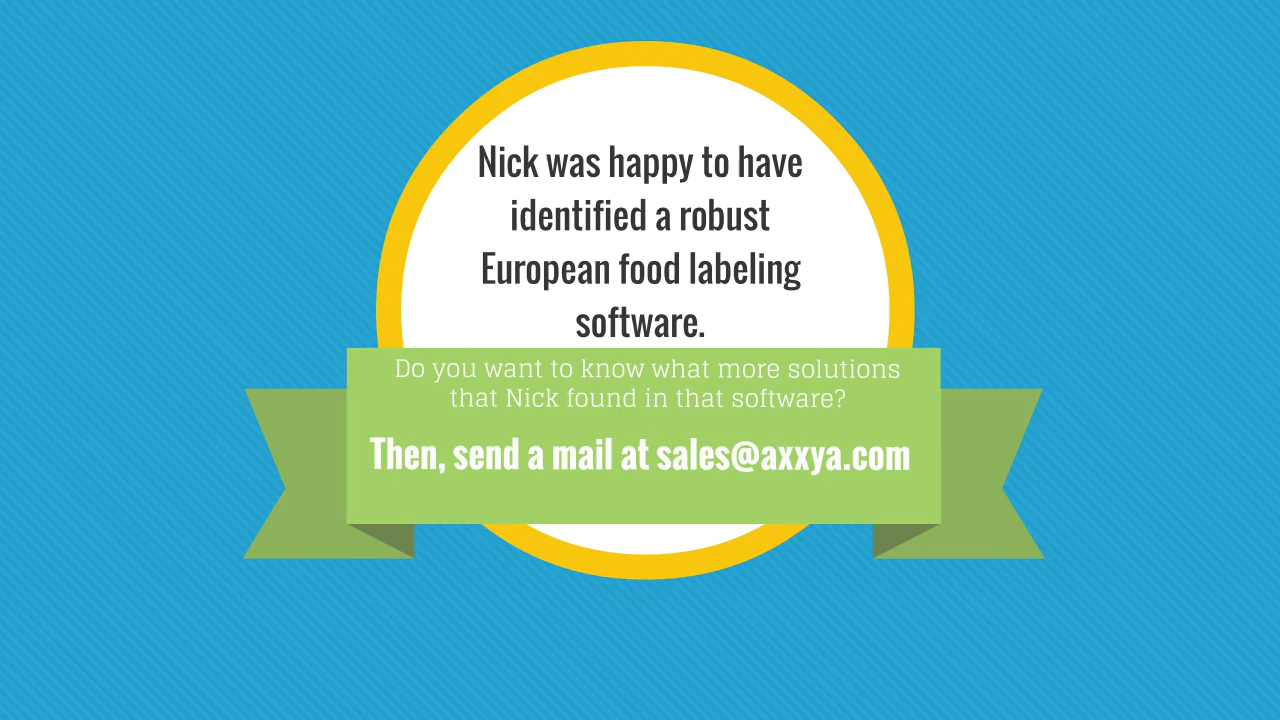 Nick was happy to have
identified a robust
European food labeling
software.
Do you want to know what more solutions
that Nick found in that software?
Then, send a mail at sales@axxya.com